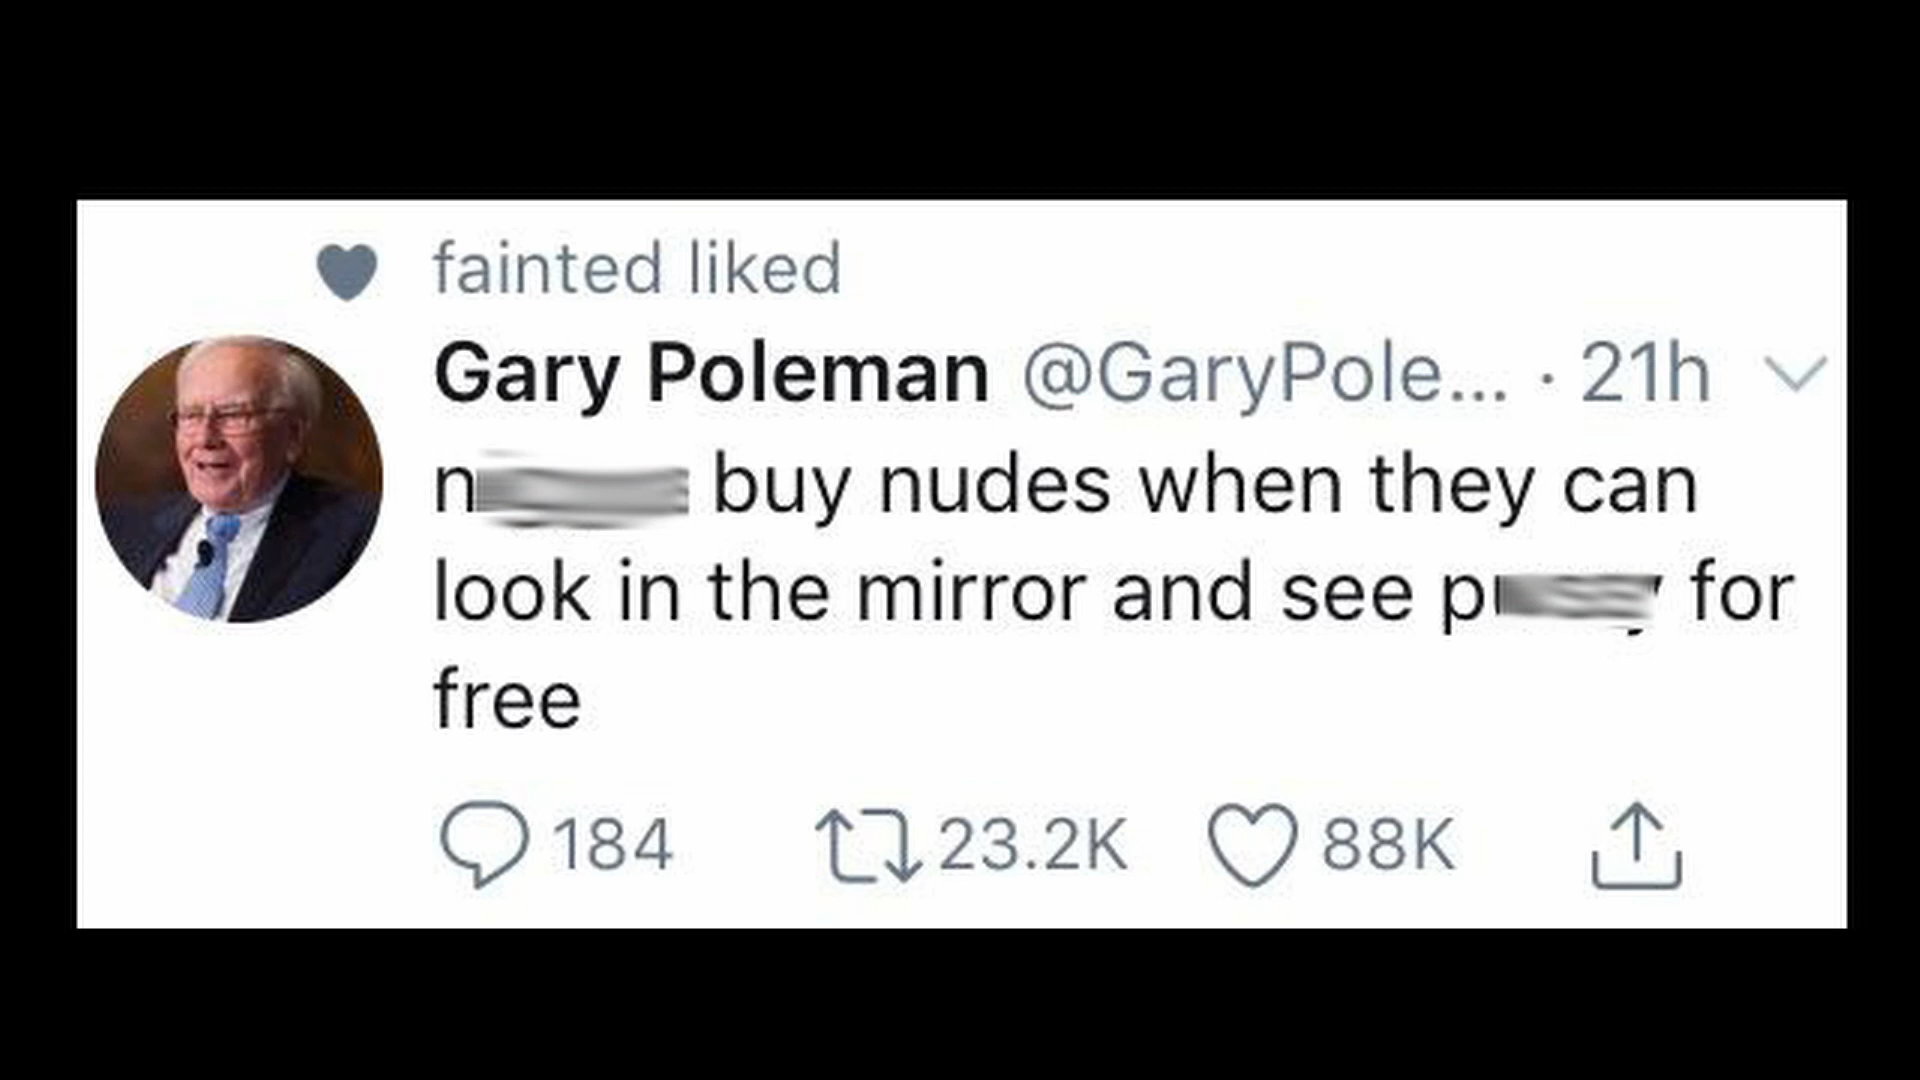 fainted liked
Gary Poleman @GaryPole... · 21h
buy nudes when they can
look in the mirror and see for
free
184 23.2K 88K